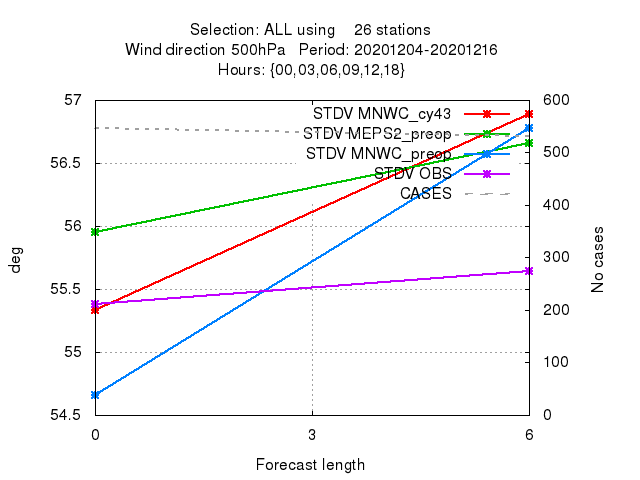 Selection: ALL using    26 stations
Wind direction 500hPa   Period: 20201204-20201216
Hours: {00,03,06,09,12,18}
57
600
STDV MNWC_cy43
STDV MEPS2_preop
STDV MNWC_preop
STDV OBS
CASES
56.5
56
55.5
55
54.5
500
400
300
200
100
0
deg
No cases
0
3
6
Forecast length